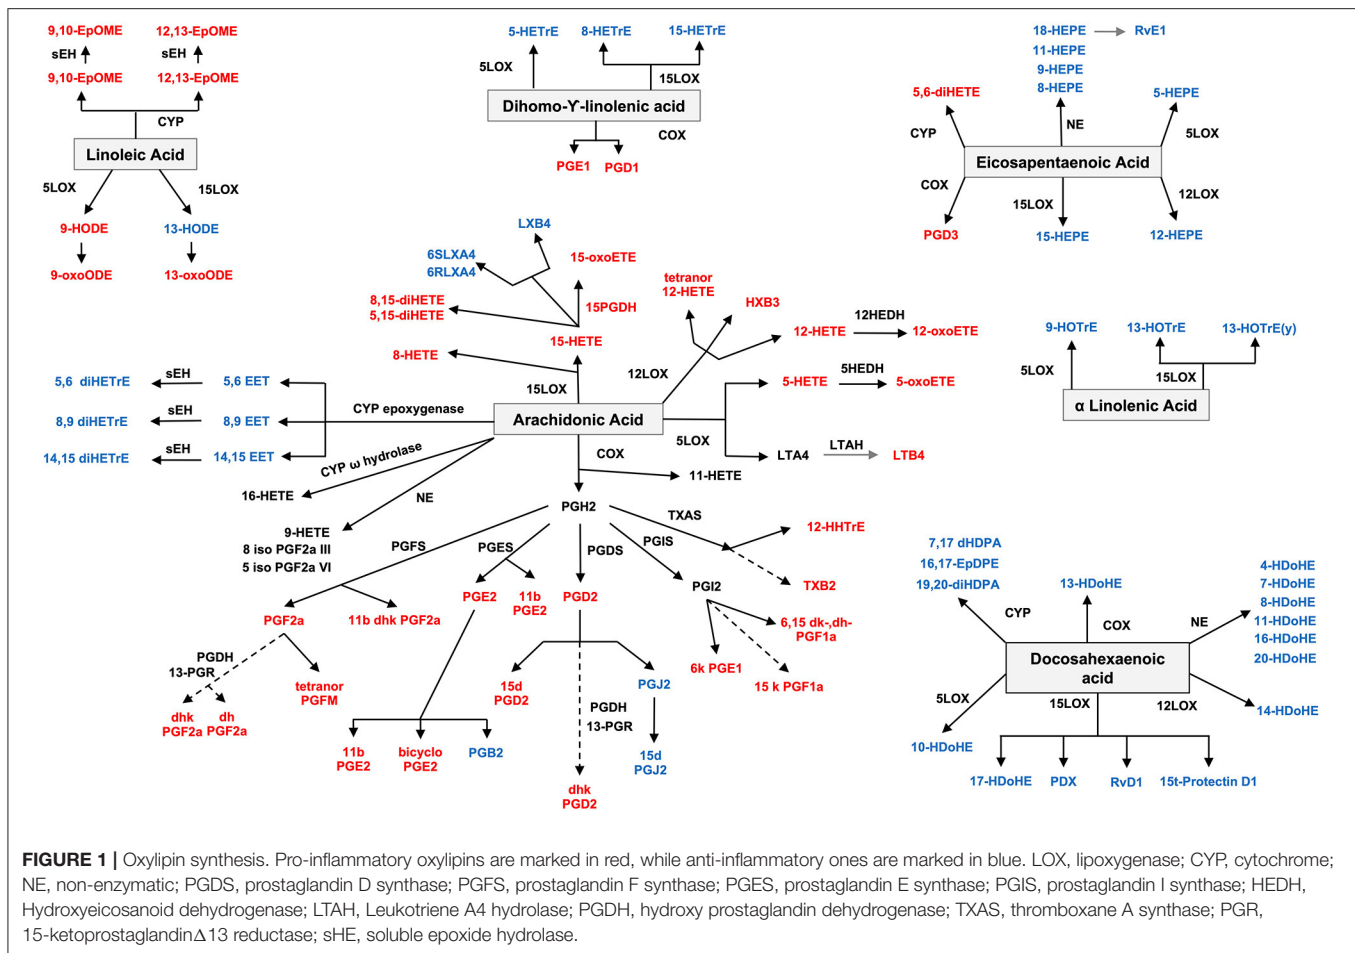 9,10-EpOME
12,13-EpOME
sEH
sEH
9,10-EpOME
12,13-EpOME
CYP
Linoleic Acid
5LOX
15LOX
9-HODE
13-HODE
9-oxoODE
13-oxoODE
5-HETrE
8-HETrE
15-HETrE
5LOX
15LOX
Dihomo-ϒ-linolenic acid
COX
PGE1
PGD1
18-HEPE
RvE1
11-HEPE
9-HEPE
8-HEPE
5,6-diHETE
5-HEPE
CYP
NE
5LOX
Eicosapentaenoic Acid
COX
15LOX
12LOX
PGD3
15-HEPE
12-HEPE
LXB4
6SLXA4
6RLXA4
15-oxoETE
8,15-diHETE
5,15-diHETE
15PGDH
15-HETE
8-HETE
15LOX
tetranor
12-HETE
HXB3
12-HETE
12HEDH
12-oxoETE
12LOX
5-HETE
5HEDH
5-oxoETE
5LOX
LTA4
LTAH
LTB4
Arachidonic Acid
CYP epoxygenase
5,6 EET
sEH
5,6 diHETrE
8,9 EET
sEH
8,9 diHETrE
14,15 EET
sEH
14,15 diHETrE
CYP ω hydrolase
16-HETE
NE
9-HETE
8 iso PGF2a III
5 iso PGF2a VI
COX
11-HETE
PGH2
PGFS
PGES
PGDS
PGIS
TXAS
12-HHTrE
TXB2
PGF2a
11b dhk PGF2a
PGE2
11b
PGE2
PGD2
PGI2
6,15 dk-,dh-
PGF1a
6k PGE1
15 k PGF1a
PGDH
13-PGR
tetranor
PGFM
dhk
PGF2a
dh
PGF2a
11b
PGE2
bicyclo
PGE2
PGB2
15d
PGD2
PGDH
13-PGR
PGJ2
15d
PGJ2
dhk
PGD2
9-HOTrE
13-HOTrE
13-HOTrE(y)
5LOX
15LOX
α Linolenic Acid
7,17 dHDPA
16,17-EpDPE
19,20-diHDPA
13-HDoHE
4-HDoHE
7-HDoHE
8-HDoHE
11-HDoHE
16-HDoHE
20-HDoHE
CYP
COX
NE
Docosahexaenoic
acid
5LOX
15LOX
12LOX
10-HDoHE
14-HDoHE
17-HDoHE
PDX
RvD1
15t-Protectin D1
FIGURE 1 | Oxylipin synthesis. Pro-inflammatory oxylipins are marked in red, while anti-inflammatory ones are marked in blue. LOX, lipoxygenase; CYP, cytochrome;
NE, non-enzymatic; PGDS, prostaglandin D synthase; PGFS, prostaglandin F synthase; PGES, prostaglandin E synthase; PGIS, prostaglandin I synthase; HEDH,
Hydroxyeicosanoid dehydrogenase; LTAH, Leukotriene A4 hydrolase; PGDH, hydroxy prostaglandin dehydrogenase; TXAS, thromboxane A synthase; PGR,
15-ketoprostaglandinΔ13 reductase; sHE, soluble epoxide hydrolase.